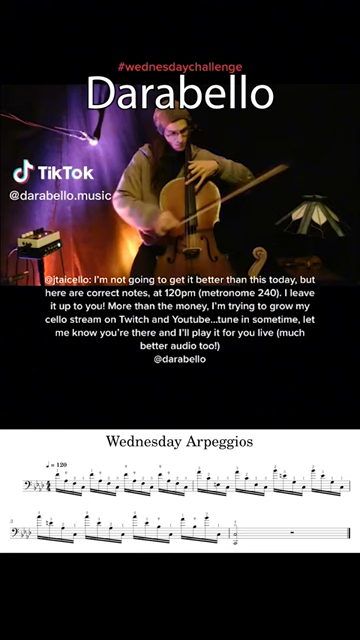 #wednesdaychallenge
Darabello
TikTok
@darabello.music
@jtaicello: I'm not going to get it better than this today, but
here are correct notes, at 120pm (metronome 240). I leave
it up to you! More than the money, I'm trying to grow my
cello stream on Twitch and Youtube...tune in sometime, let
me know you're there and I'll play it for you live (much
better audio too!)
@darabello
Wednesday Arpeggios
♩ = 120